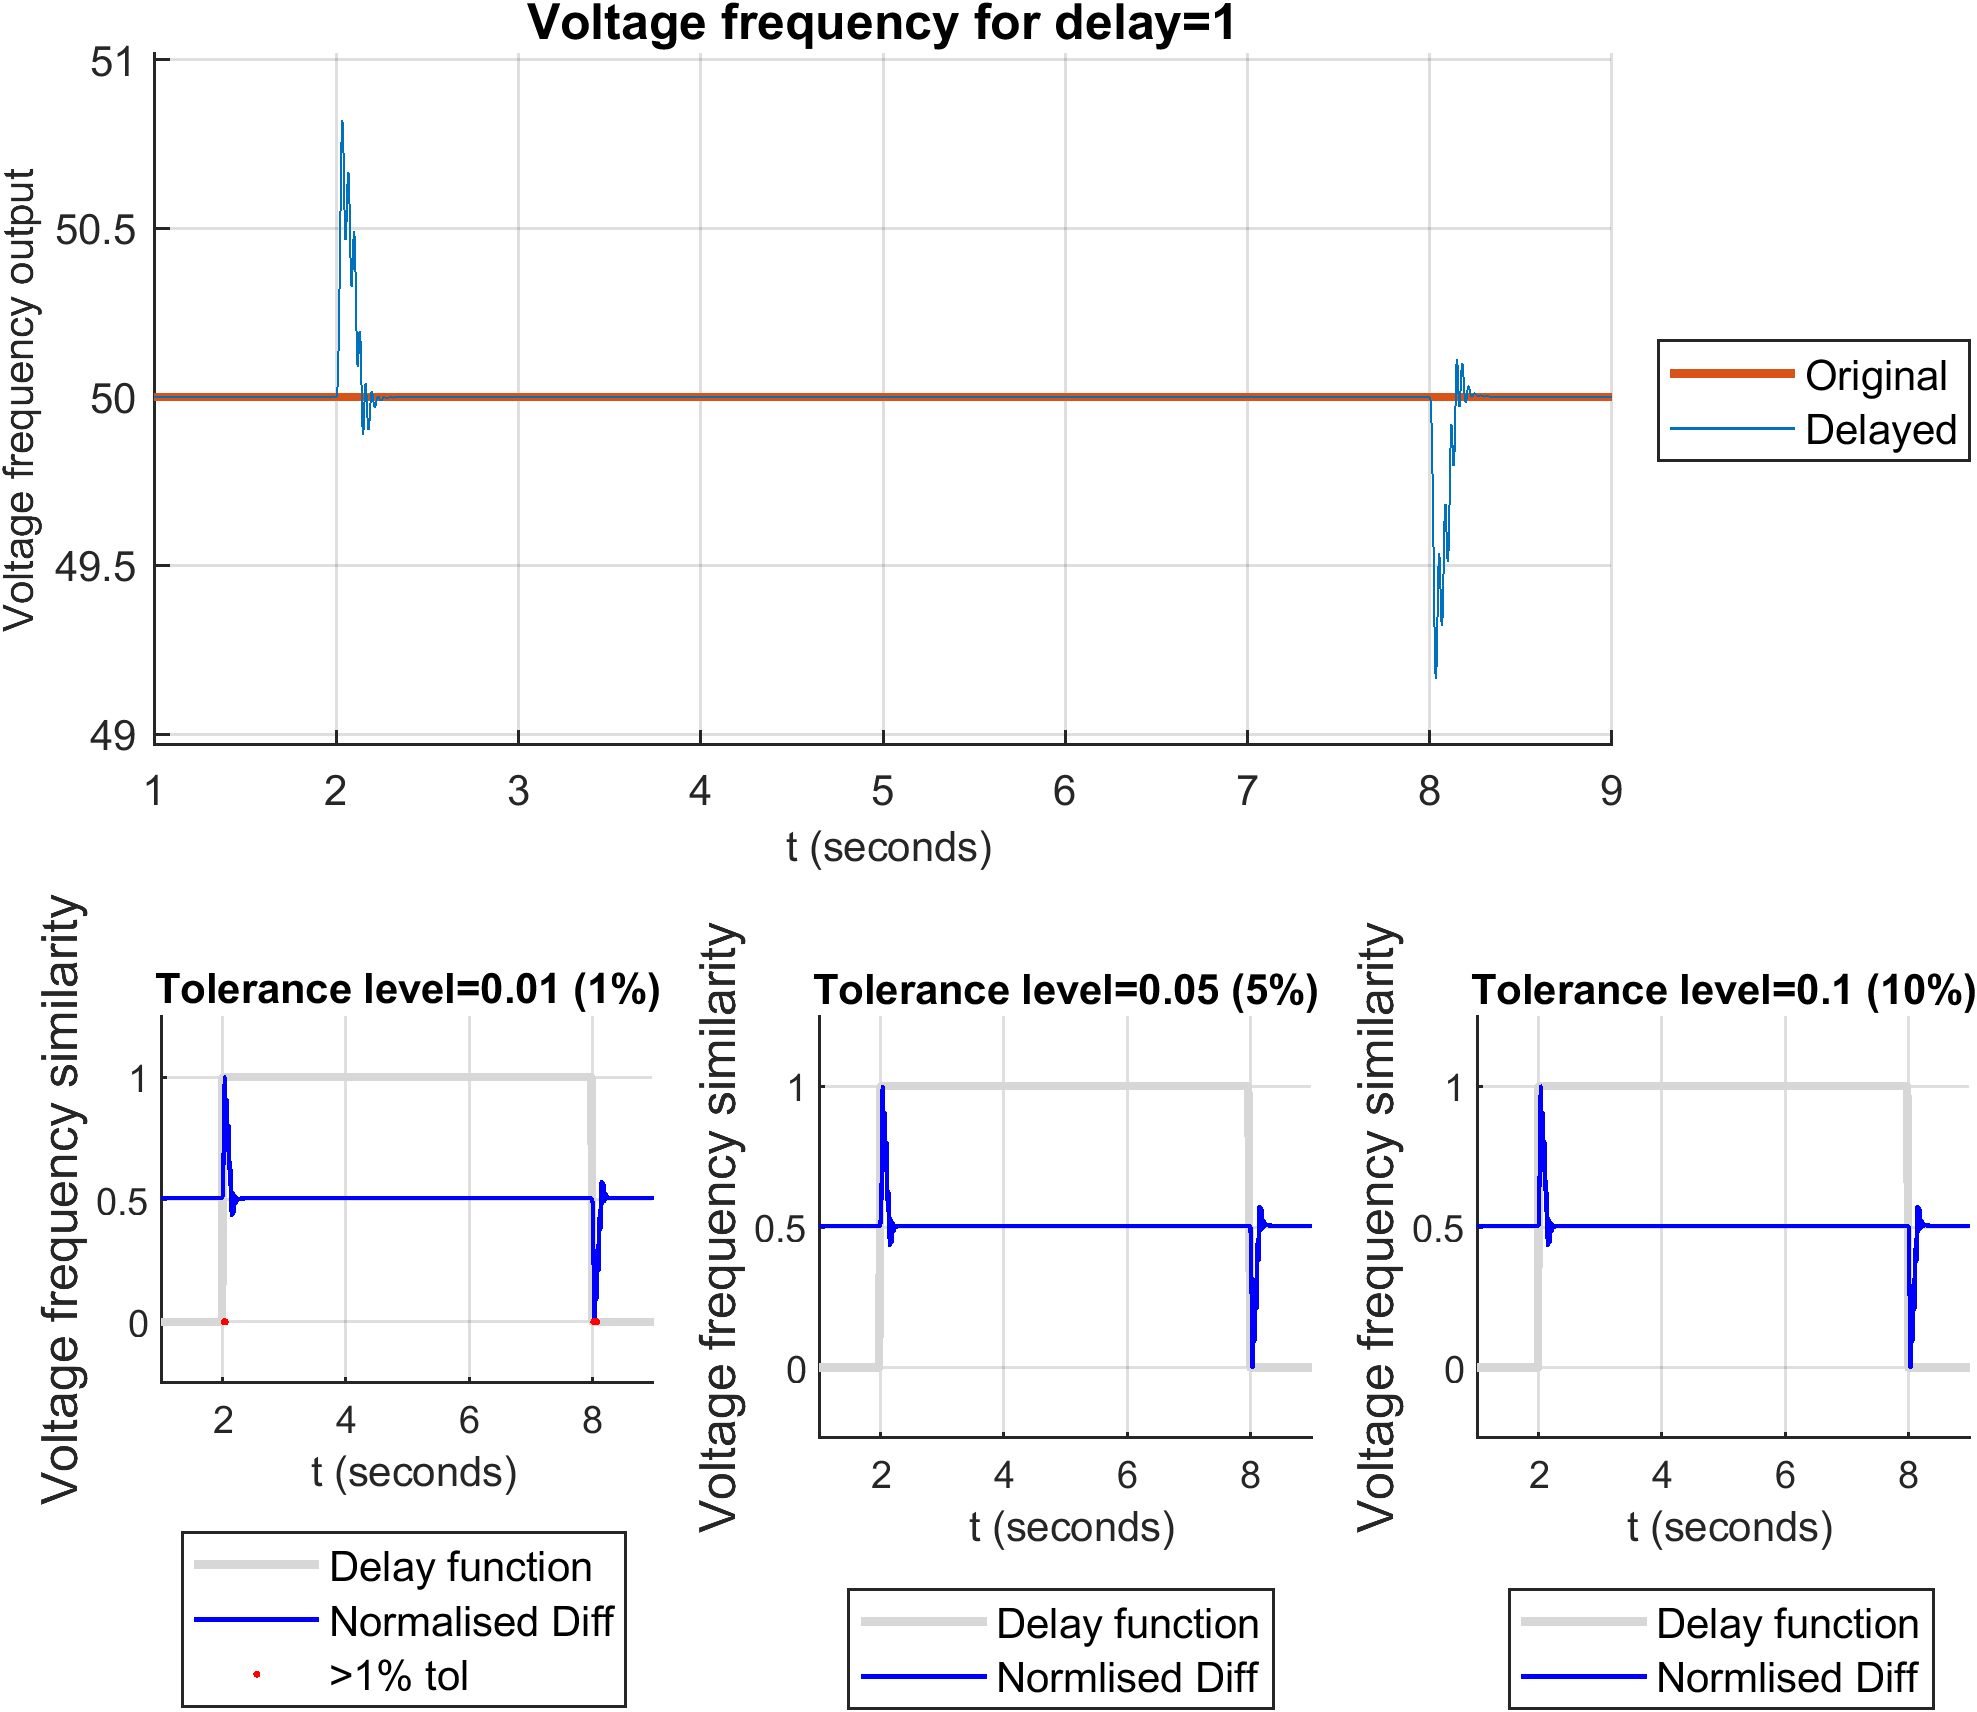 Voltage frequency for delay=1
Voltage frequency output
51
50.5
50
49.5
49
1 2 3 4 5 6 7 8 9
t (seconds)
Original
Delayed
Tolerance level=0.01 (1%)
Voltage frequency similarity
1
0.5
0
2 4 6 8
t (seconds)
Delay function
Normalised Diff
>1% tol
Tolerance level=0.05 (5%)
Voltage frequency similarity
1
0.5
0
2 4 6 8
t (seconds)
Delay function
Normlised Diff
Tolerance level=0.1 (10%)
Voltage frequency similarity
1
0.5
0
2 4 6 8
t (seconds)
Delay function
Normlised Diff